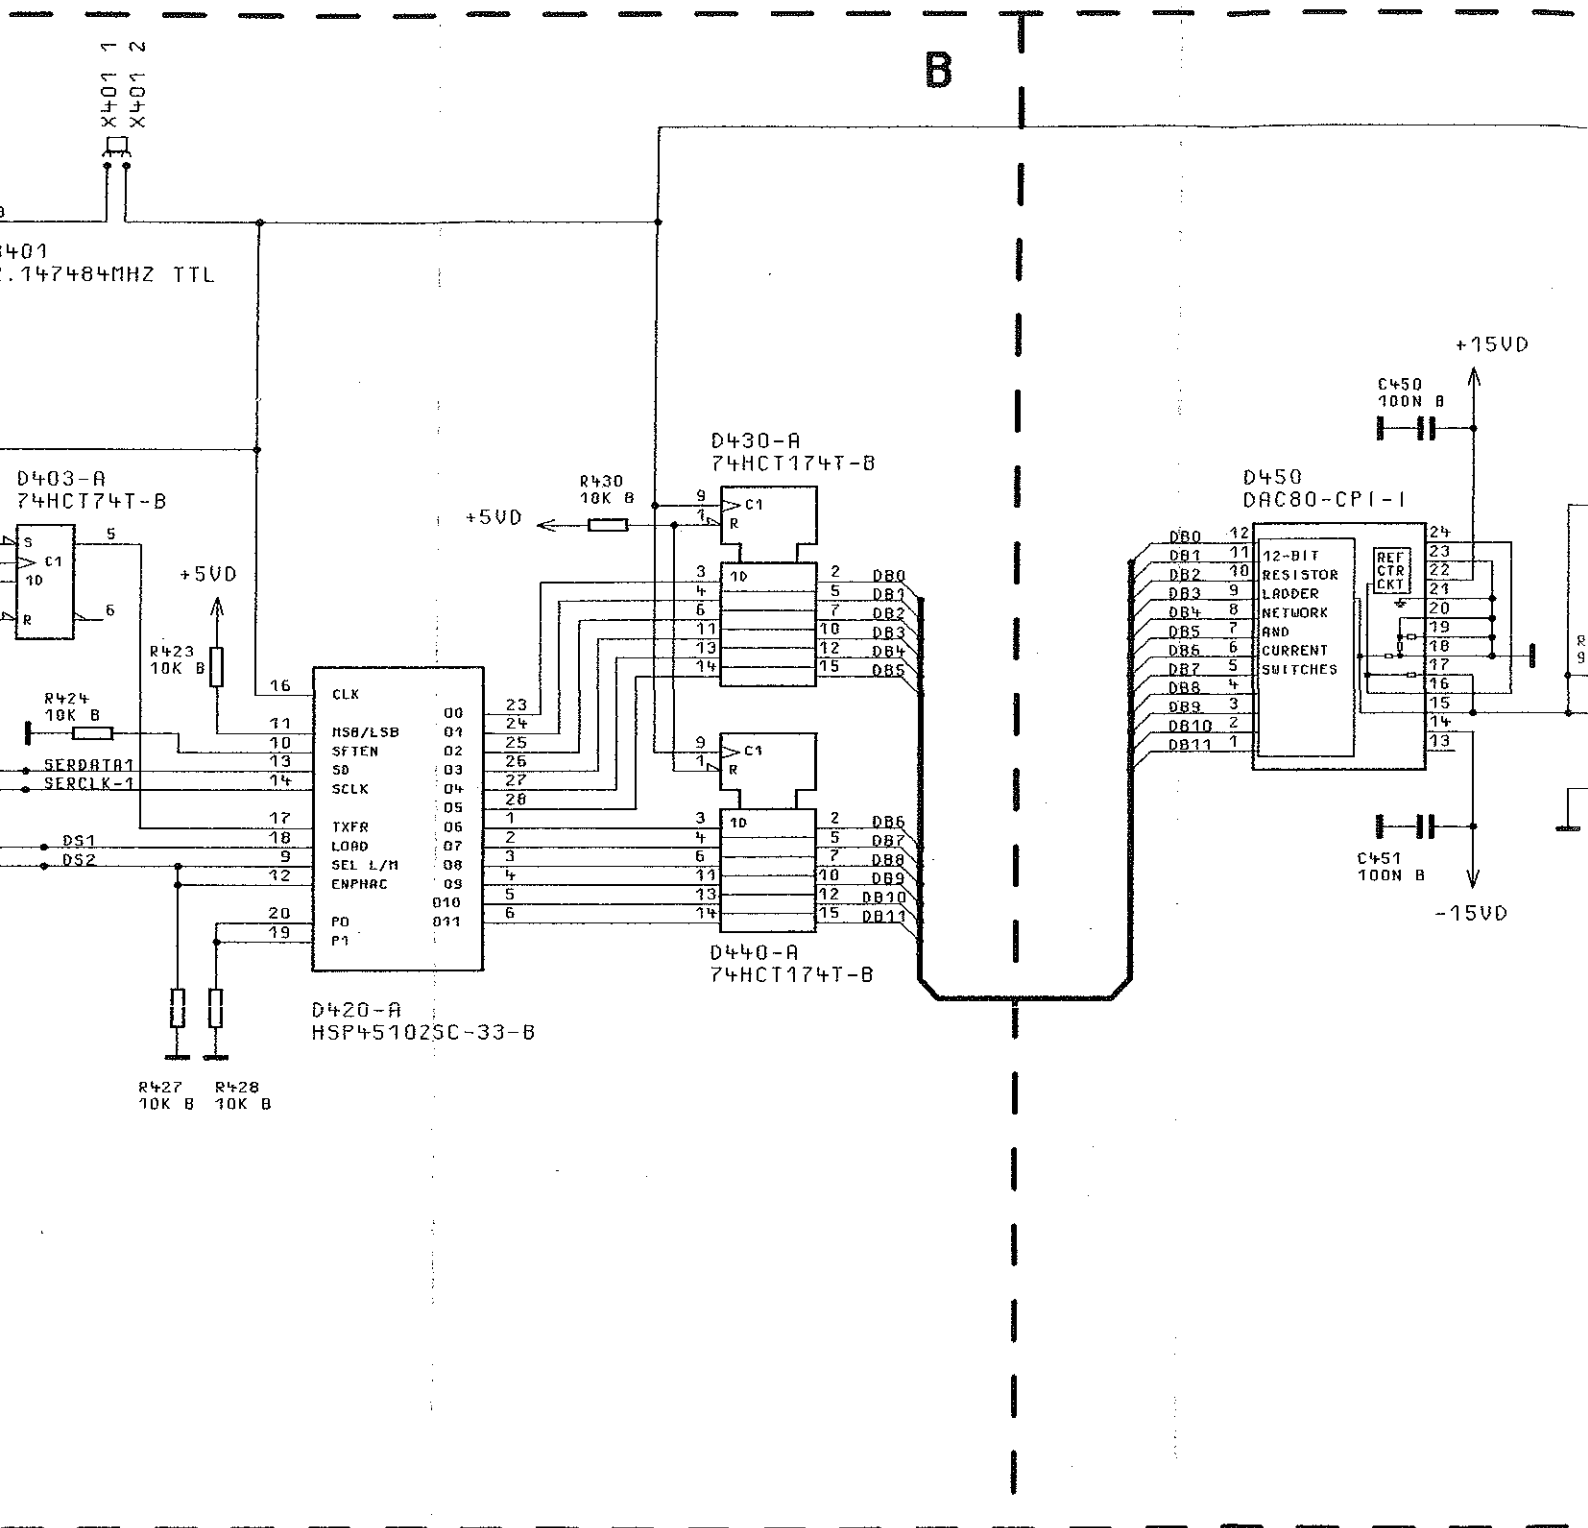 X401 1
X401 2
B
8
B401
2.147484MHZ TTL
D403-A
74HCT74T-B
S
C1
1D
R
5
6
+5VD
R423
10K B
R424
10K B
SERDATA1
SERCLK-1
DS1
DS2
16
11
10
13
14
17
18
9
12
20
19
CLK
MSB/LSB
SFTEN
SD
SCLK
TXFR
LOAD
SEL L/M
ENPHAC
P0
P1
O0
O1
O2
O3
O4
O5
O6
O7
O8
O9
O10
O11
23
24
25
26
27
28
1
2
3
4
5
6
D420-A
HSP45102SC-33-B
R427
10K B
R428
10K B
+5VD
R430
10K B
D430-A
74HCT174T-B
9
1
C1
R
3
4
6
11
13
14
1D
2
5
7
10
12
15
DB0
DB1
DB2
DB3
DB4
DB5
9
1
C1
R
3
4
6
11
13
14
1D
2
5
7
10
12
15
DB6
DB7
DB8
DB9
DB10
DB11
D440-A
74HCT174T-B
+15VD
C450
100N B
D450
DAC80-CPI-I
DB0 12
DB1 11
DB2 10
DB3 9
DB4 8
DB5 7
DB6 6
DB7 5
DB8 4
DB9 3
DB10 2
DB11 1
12-BIT
RESISTOR
LADDER
NETWORK
AND
CURRENT
SWITCHES
REF
CTR
CKT
24
23
22
21
20
19
18
17
16
15
14
13
C451
100N B
-15VD
R
9